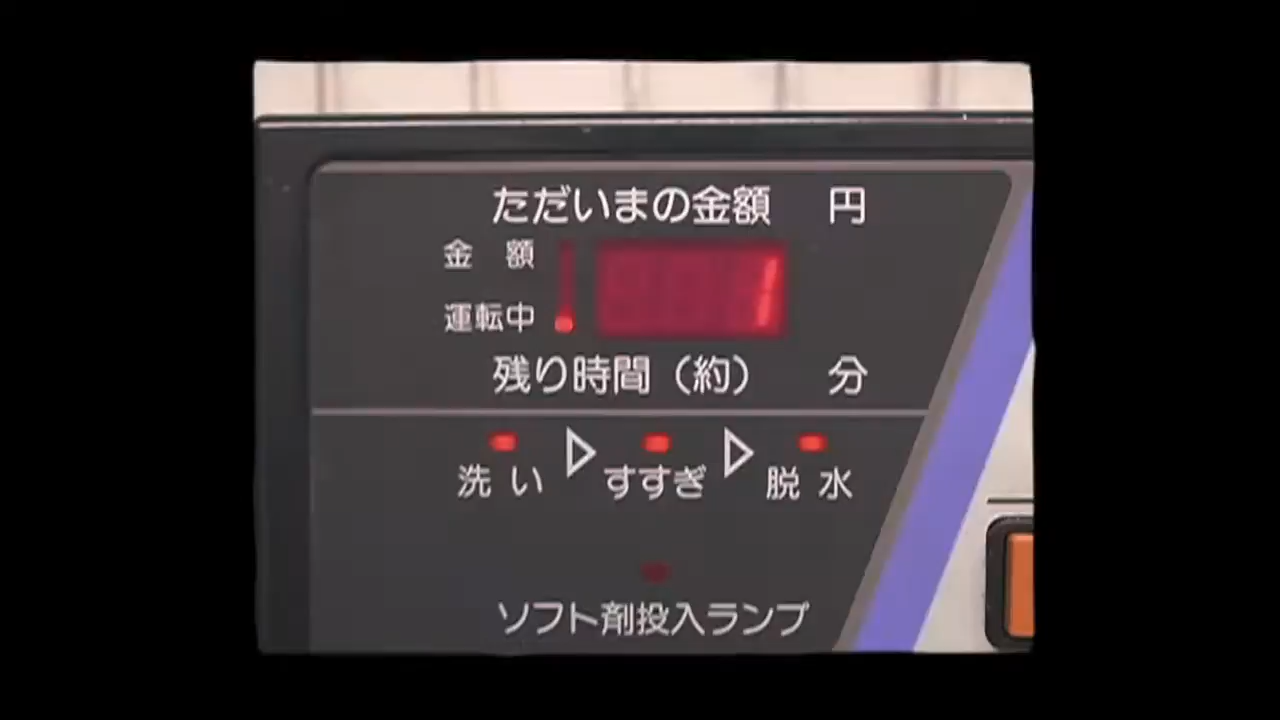 ただいまの金額 円
金額
1
運転中
残り時間（約） 分
洗い ▷ すすぎ ▷ 脱水
ソフト剤投入ランプ